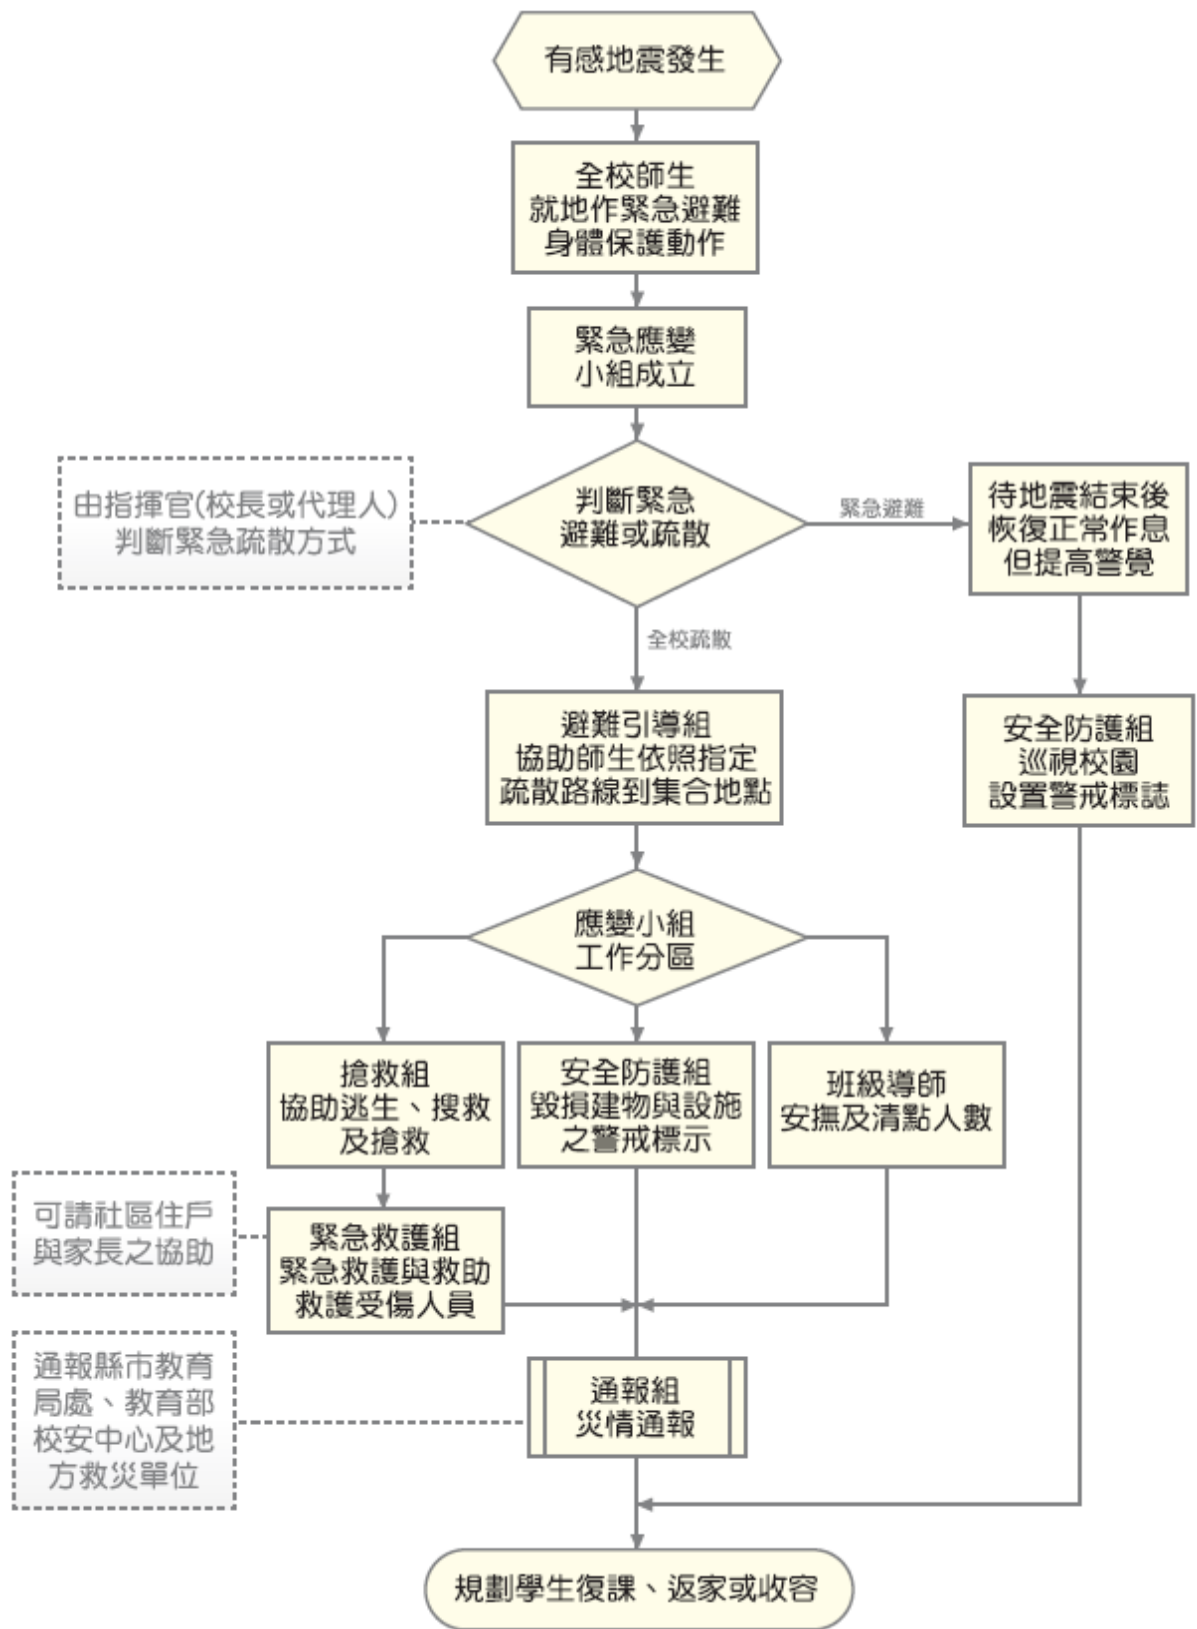 有感地震發生
全校師生
就地作緊急避難
身體保護動作
緊急應變
小組成立
由指揮官(校長或代理人)
判斷緊急疏散方式
判斷緊急
避難或疏散
緊急避難
待地震結束後
恢復正常作息
但提高警覺
全校疏散
避難引導組
協助師生依照指定
疏散路線到集合地點
安全防護組
巡視校園
設置警戒標誌
應變小組
工作分區
搶救組
協助逃生、搜救
及搶救
安全防護組
毀損建物與設施
之警戒標示
班級導師
安撫及清點人數
可請社區住戶
與家長之協助
緊急救護組
緊急救護與救助
救護受傷人員
通報縣市教育
局處、教育部
校安中心及地
方救災單位
通報組
災情通報
規劃學生復課、返家或收容